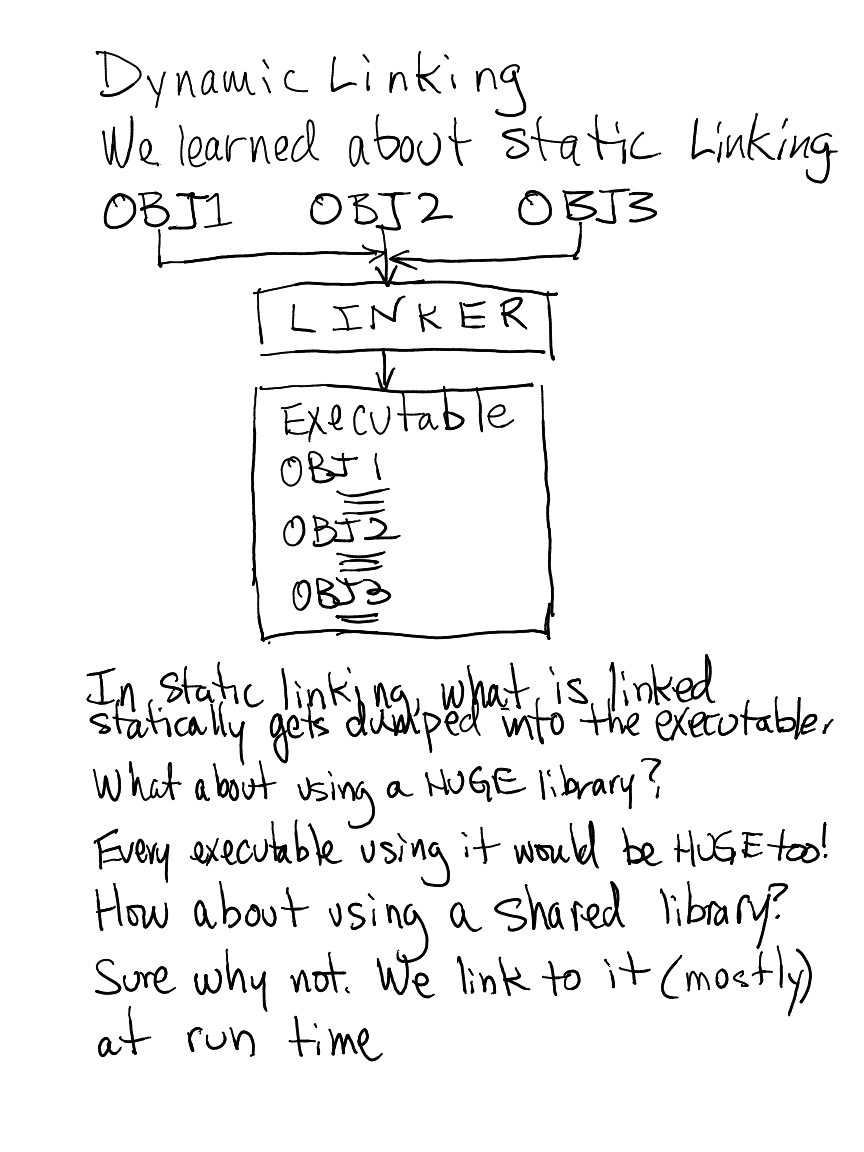 Dynamic Linking
We learned about static Linking
OBJ1 OBJ2 OBJ3
LINKER
Executable
OBJ1
OBJ2
OBJ3
In static linking, what is linked
statically gets dumped into the executable.
What about using a HUGE library?
Every executable using it would be HUGE too!
How about using a shared library?
Sure why not. We link to it (mostly)
at run time